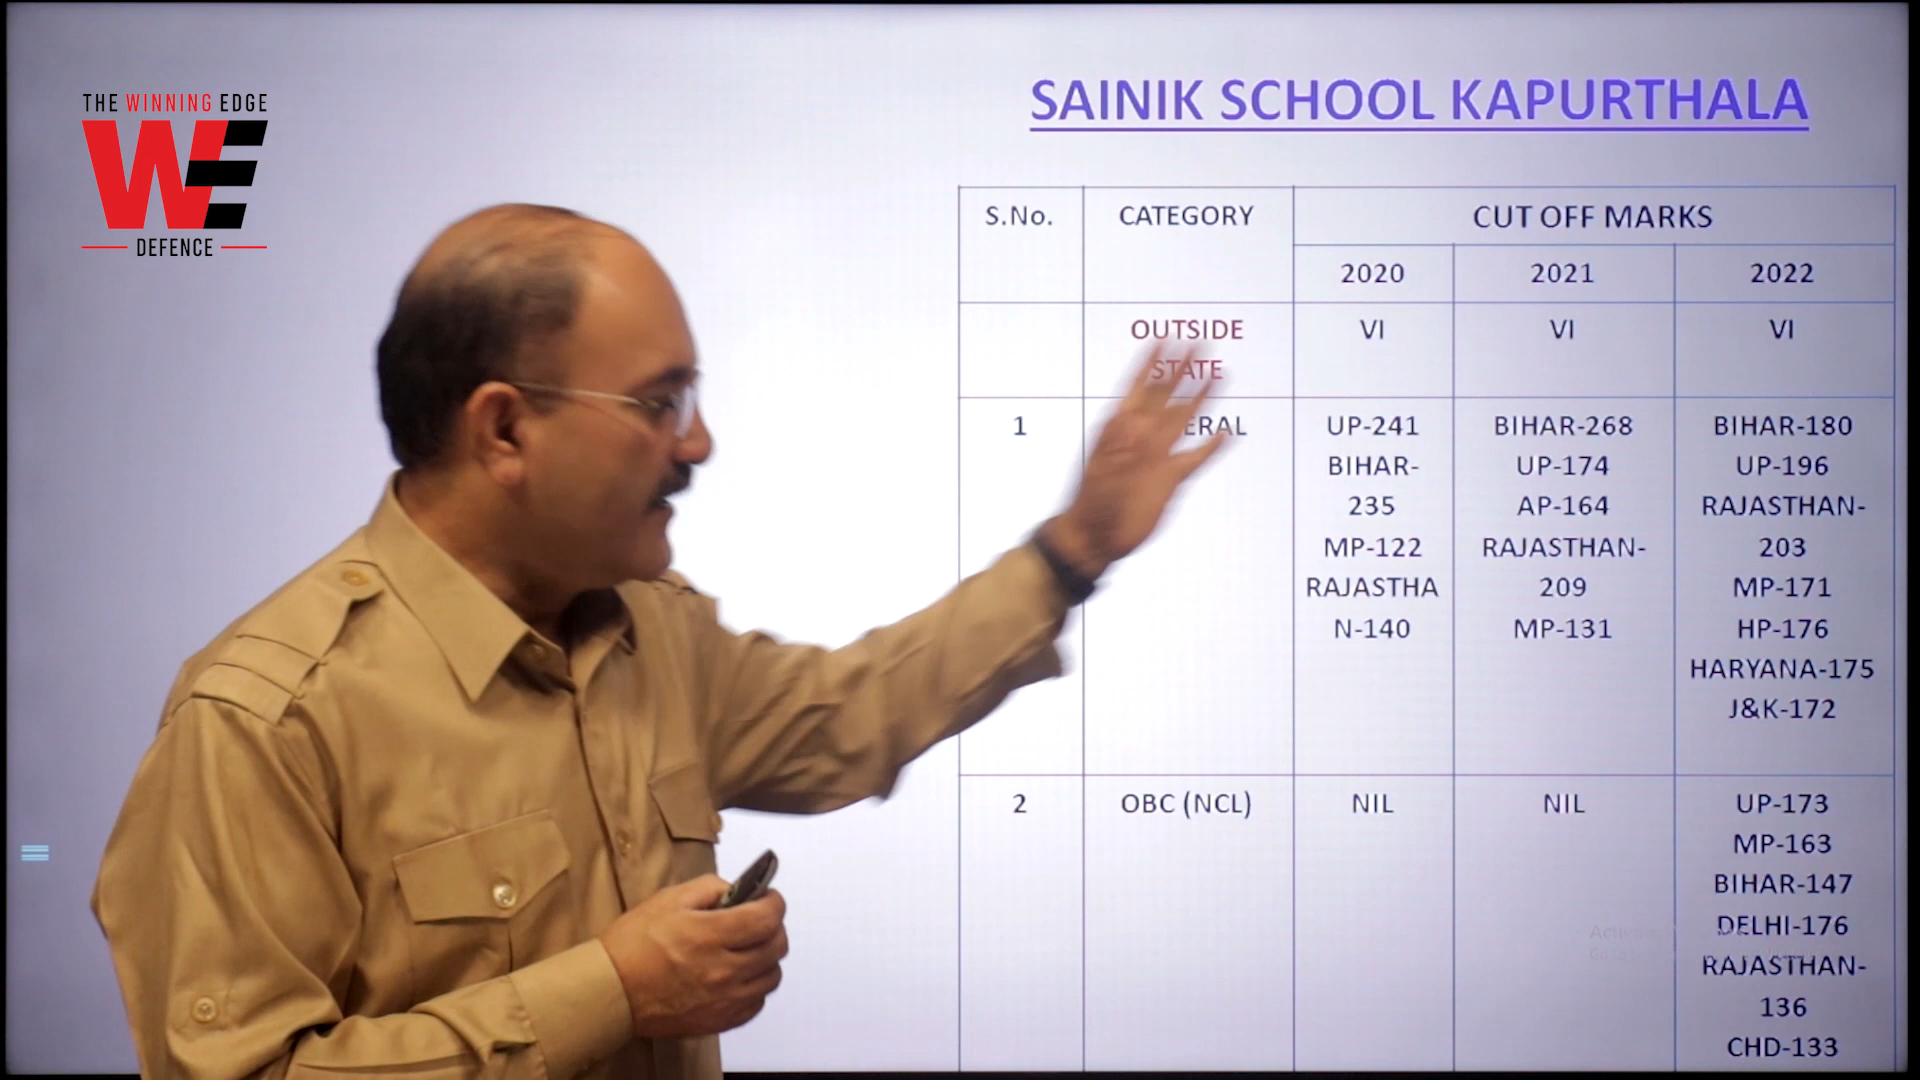 THE WINNING EDGE
WE
DEFENCE
SAINIK SCHOOL KAPURTHALA
S.No.
CATEGORY
CUT OFF MARKS
2020
2021
2022
OUTSIDE
STATE
VI
VI
VI
1
UP-241
BIHAR-
235
MP-122
RAJASTHA
N-140
BIHAR-268
UP-174
AP-164
RAJASTHAN-
209
MP-131
BIHAR-180
UP-196
RAJASTHAN-
203
MP-171
HP-176
HARYANA-175
J&K-172
2
OBC (NCL)
NIL
NIL
UP-173
MP-163
BIHAR-147
DELHI-176
RAJASTHAN-
136
CHD-133